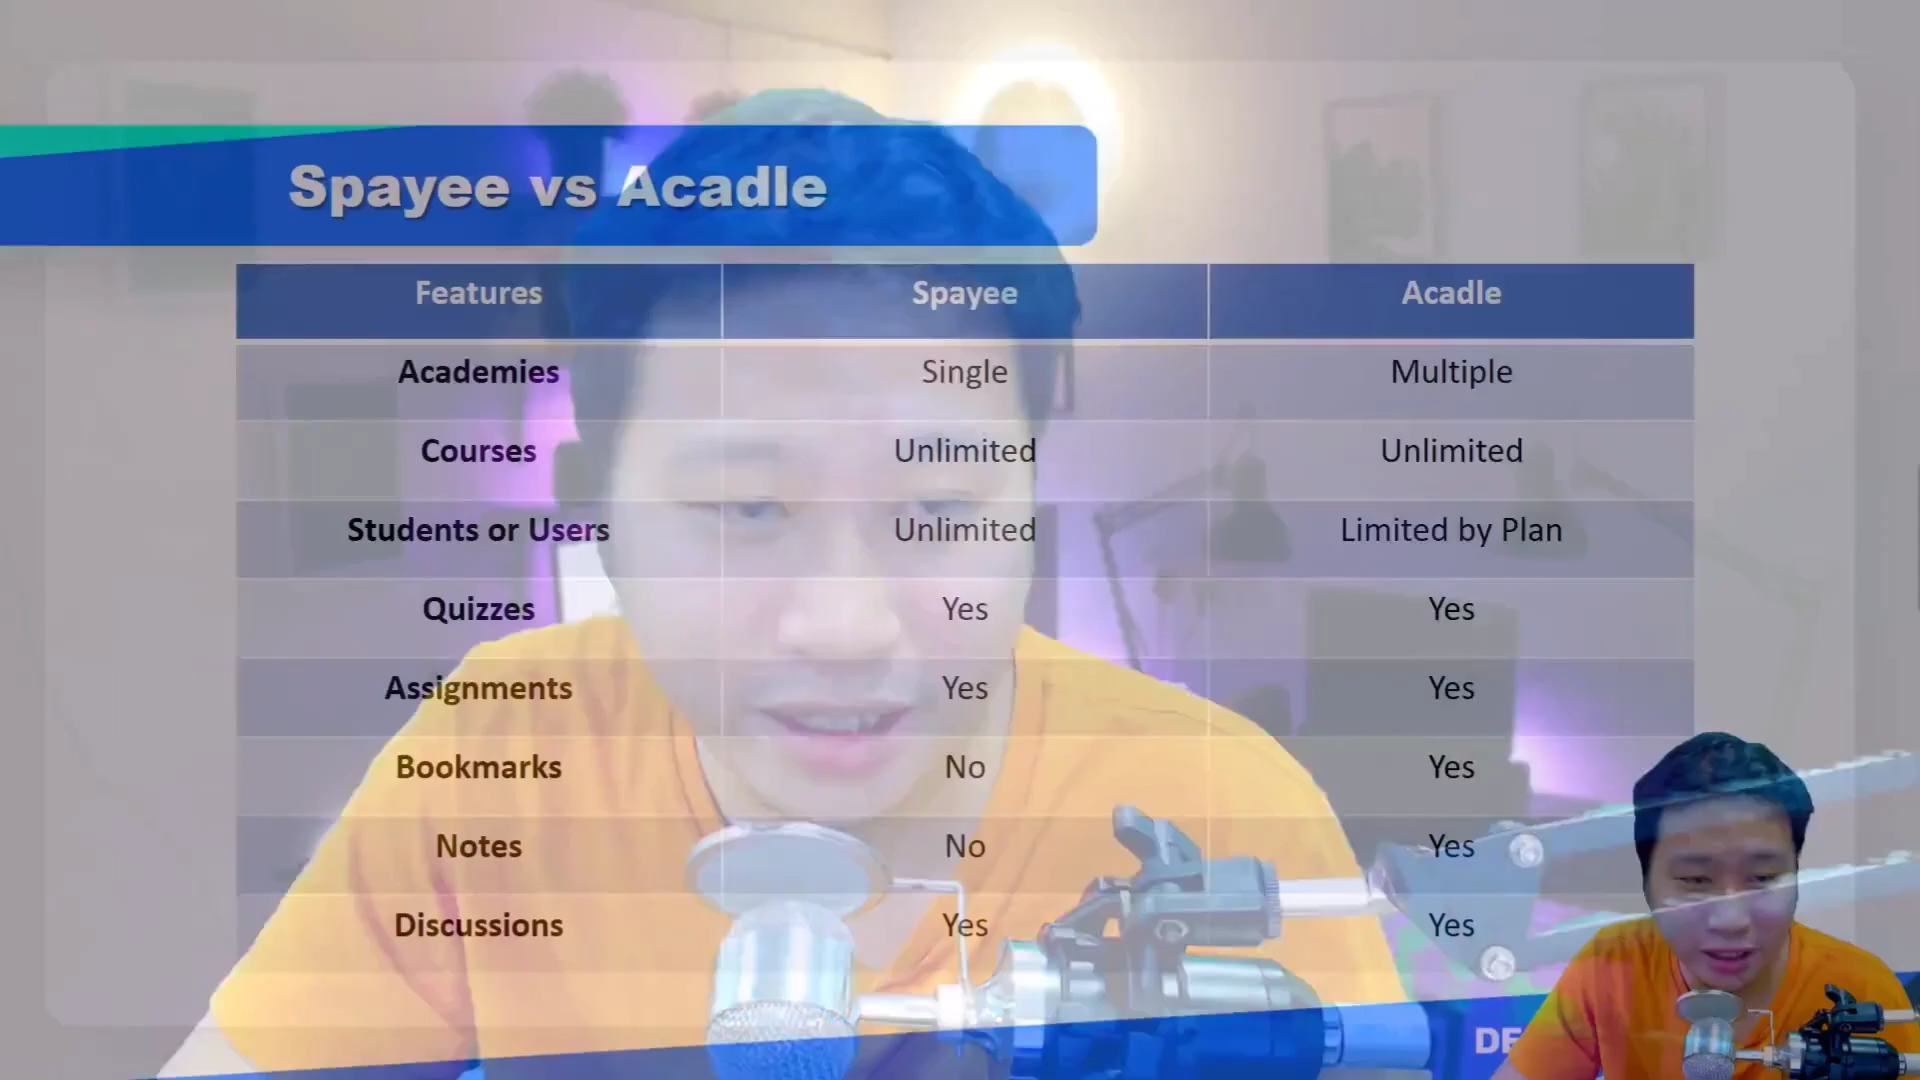 Spayee vs Acadle
Features Spayee Acadle
Academies Single Multiple
Courses Unlimited Unlimited
Students or Users Unlimited Limited by Plan
Quizzes Yes Yes
Assignments Yes Yes
Bookmarks No Yes
Notes No Yes
Discussions Yes Yes